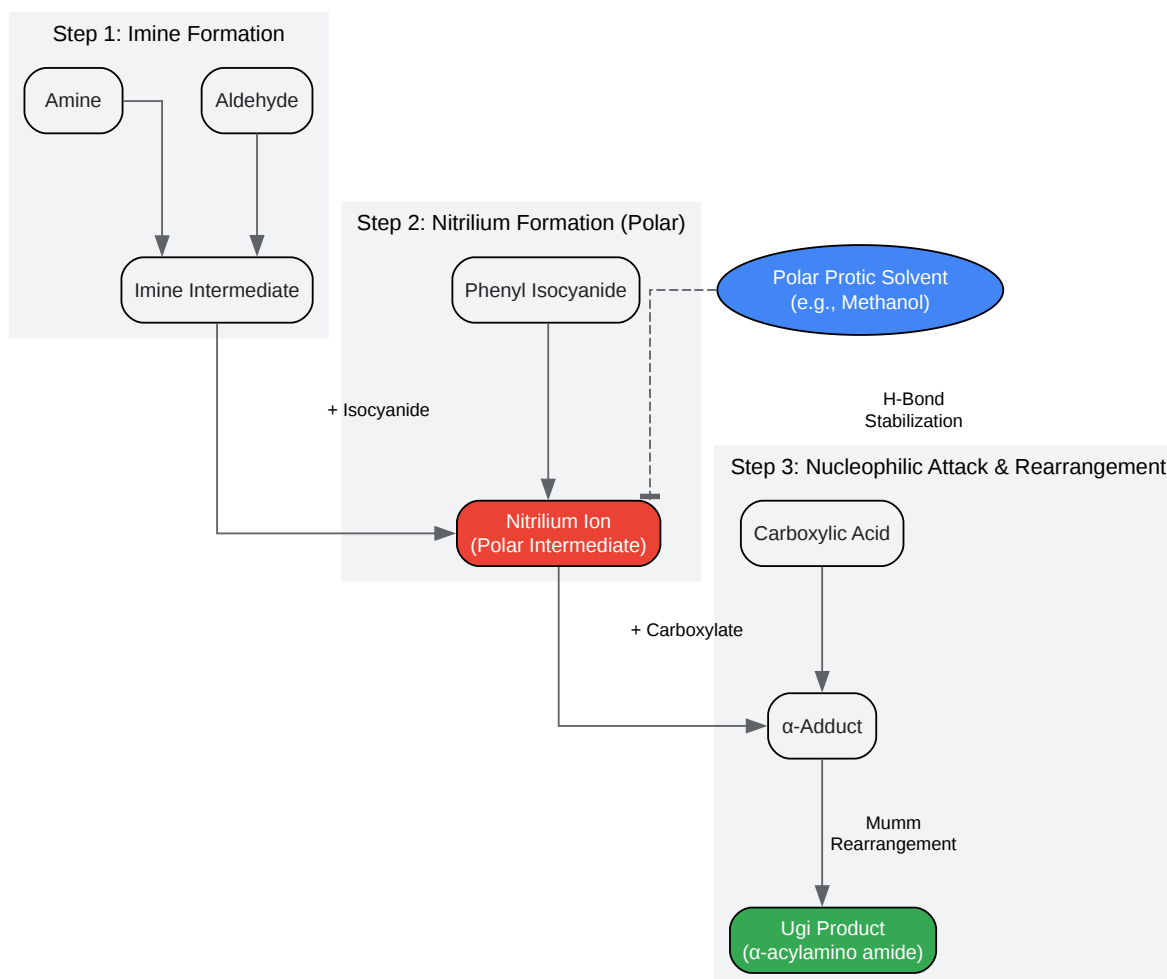 Step 1: Imine Formation
Amine
Aldehyde
Imine Intermediate
Step 2: Nitrilium Formation (Polar)
Phenyl Isocyanide
Polar Protic Solvent
(e.g., Methanol)
+ Isocyanide
H-Bond
Stabilization
Nitrilium Ion
(Polar Intermediate)
Step 3: Nucleophilic Attack & Rearrangement
Carboxylic Acid
+ Carboxylate
α-Adduct
Mumm
Rearrangement
Ugi Product
(α-acylamino amide)